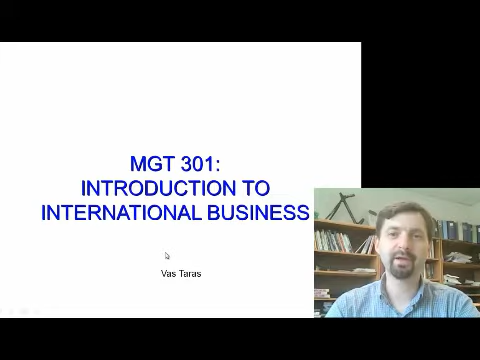 MGT 301:
INTRODUCTION TO
INTERNATIONAL BUSINESS
Vas Taras